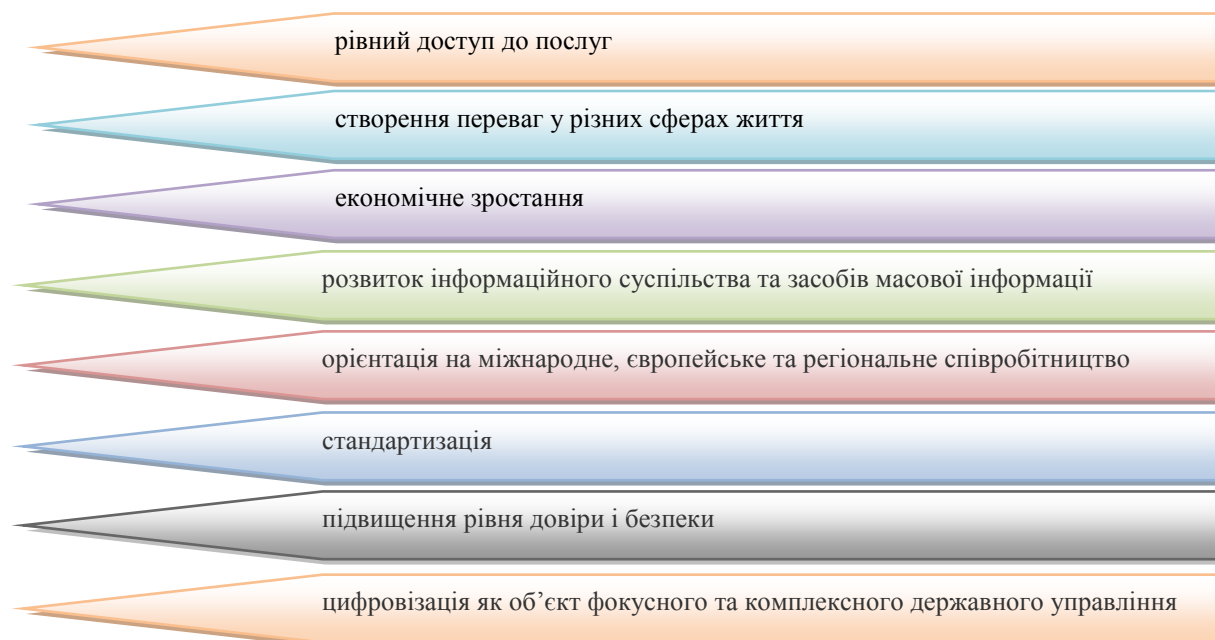 рівний доступ до послуг
створення переваг у різних сферах життя
економічне зростання
розвиток інформаційного суспільства та засобів масової інформації
орієнтація на міжнародне, європейське та регіональне співробітництво
стандартизація
підвищення рівня довіри і безпеки
цифровізація як об’єкт фокусного та комплексного державного управління